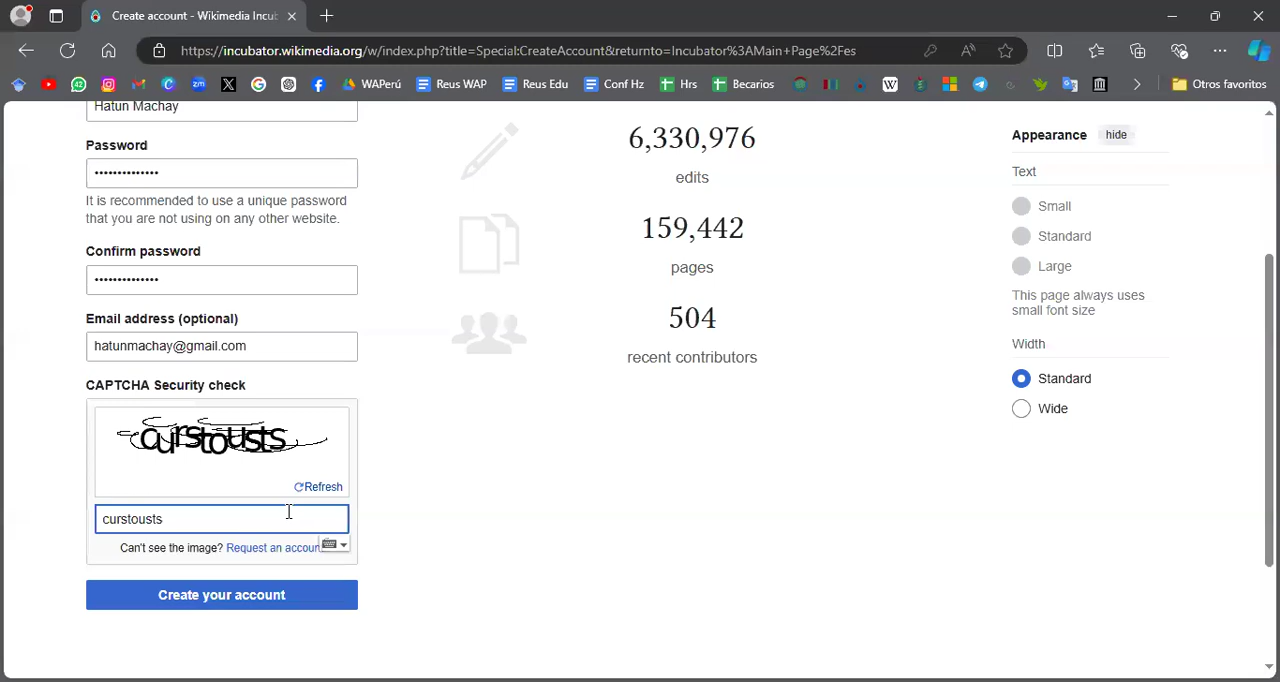 Create account - Wikimedia Incub
https://incubator.wikimedia.org/w/index.php?title=Special:CreateAccount&returnto=Incubator%3AMain+Page%2Fes
42
zm
WAPerú
Reus WAP
Reus Edu
Conf Hz
Hrs
Becarios
Otros favoritos
Hatun Machay
Password
It is recommended to use a unique password
that you are not using on any other website.
Confirm password
Email address (optional)
hatunmachay@gmail.com
CAPTCHA Security check
curstousts
Refresh
curstousts
Can't see the image? Request an accoun
Create your account
6,330,976
edits
159,442
pages
504
recent contributors
Appearance
hide
Text
Small
Standard
Large
This page always uses
small font size
Width
Standard
Wide